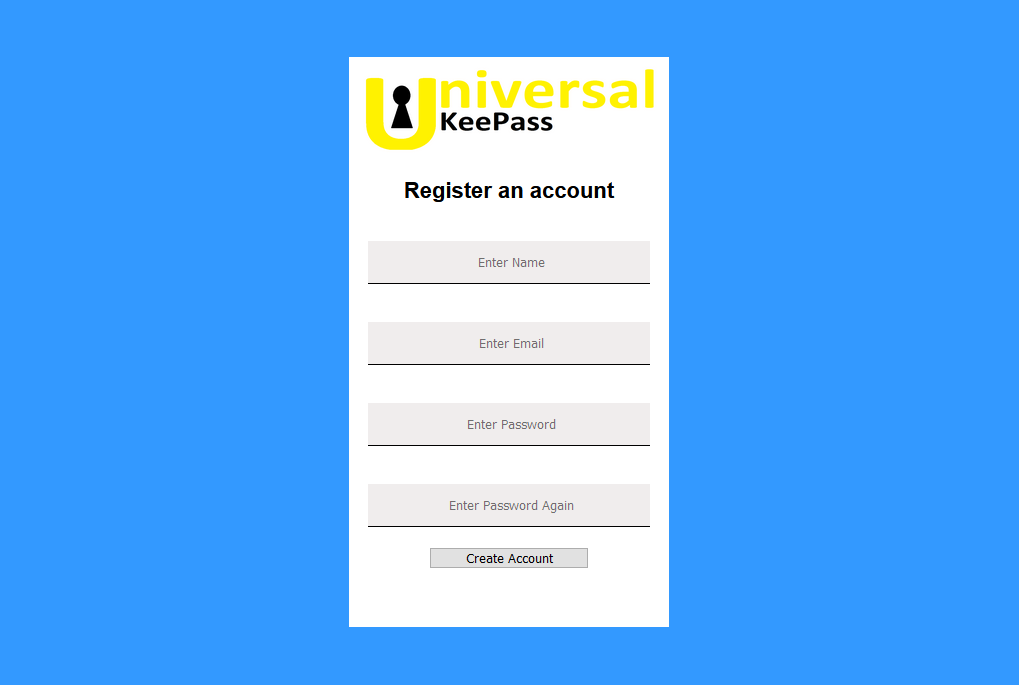 Universal
KeePass
Register an account
Enter Name
Enter Email
Enter Password
Enter Password Again
Create Account